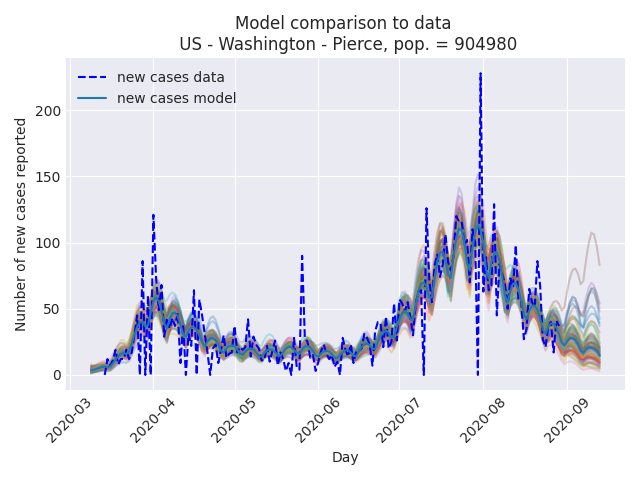 Model comparison to data
US - Washington - Pierce, pop. = 904980
new cases data
new cases model
Number of new cases reported
200
150
100
50
0
2020-03
2020-04
2020-05
2020-06
2020-07
2020-08
2020-09
Day